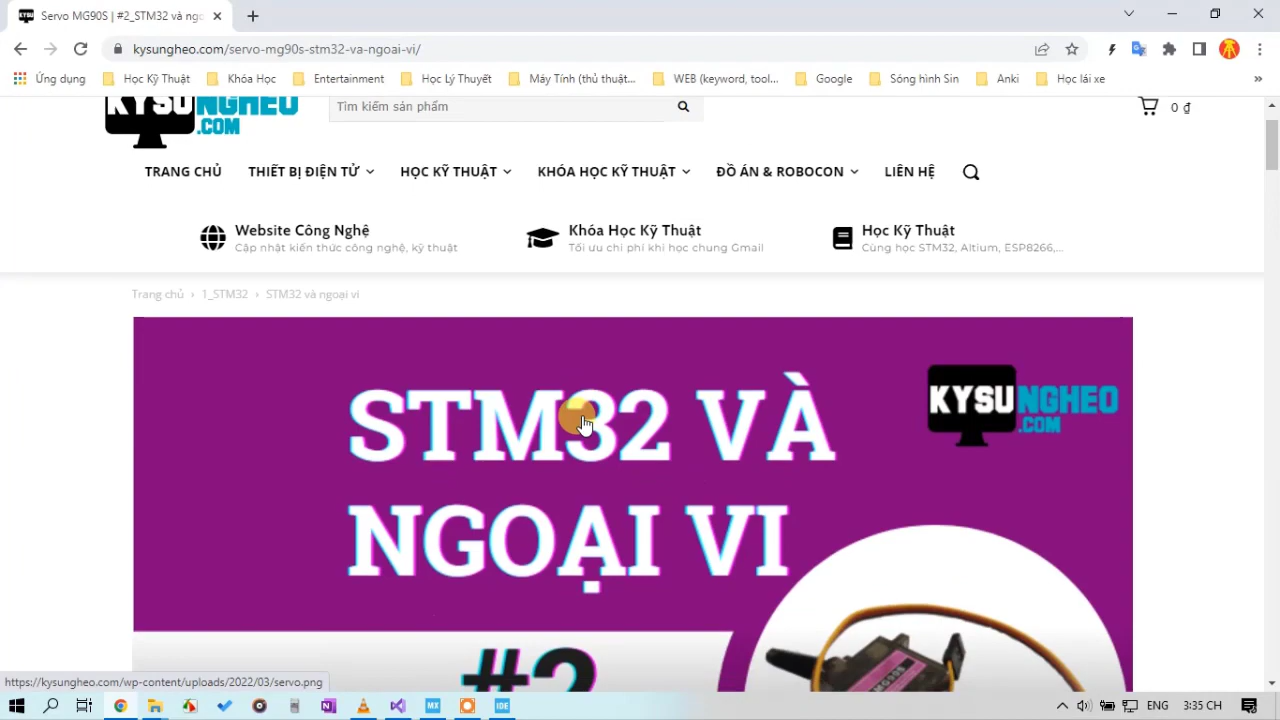 Servo MG90S | #2_STM32 và ngo
kysungheo.com/servo-mg90s-stm32-va-ngoai-vi/
Ứng dụng
Học Kỹ Thuật
Khóa Học
Entertainment
Học Lý Thuyết
Máy Tính (thủ thuật,...
WEB (keyword, tool,...
Google
Sóng hình Sin
Anki
Học lái xe
»
KYSUNGHEO
.COM
Tìm kiếm sản phẩm
0 ₫
TRANG CHỦ
THIẾT BỊ ĐIỆN TỬ
HỌC KỸ THUẬT
KHÓA HỌC KỸ THUẬT
ĐỒ ÁN & ROBOCON
LIÊN HỆ
Website Công Nghệ
Cập nhật kiến thức công nghệ, kỹ thuật
Khóa Học Kỹ Thuật
Tối ưu chi phí khi học chung Gmail
Học Kỹ Thuật
Cùng học STM32, Altium, ESP8266,...
Trang chủ › 1_STM32 › STM32 và ngoại vi
STM32 VÀ
NGOẠI VI
KYSUNGHEO
.COM
#2
MG90S
https://kysungheo.com/wp-content/uploads/2022/03/servo.png
MX
IDE
ENG
3:35 CH